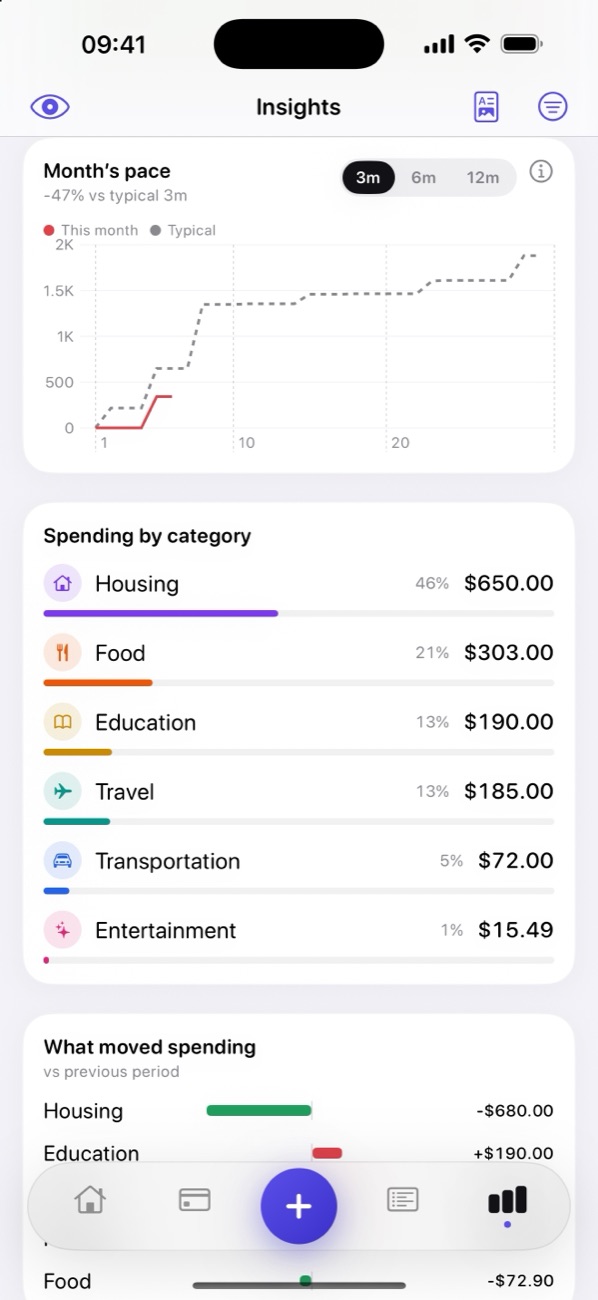 09:41
Insights
Month's pace
-47% vs typical 3m
3m 6m 12m
This month Typical
2K
1.5K
1K
500
0
1 10 20
Spending by category
Housing 46% $650.00
Food 21% $303.00
Education 13% $190.00
Travel 13% $185.00
Transportation 5% $72.00
Entertainment 1% $15.49
What moved spending
vs previous period
Housing -$680.00
Education +$190.00
Food -$72.90